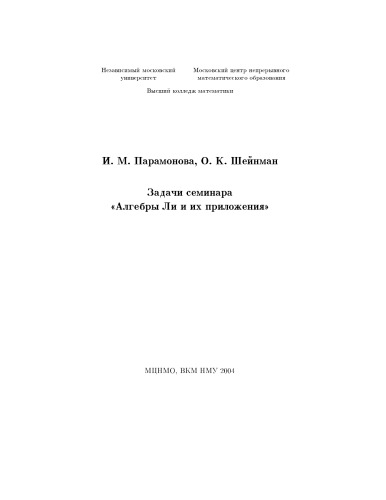 Независимый московский университет
Московский центр непрерывного математического образования
Высший колледж математики
И. М. Парамонова, О. К. Шейнман
Задачи семинара
«Алгебры Ли и их приложения»
МЦНМО, ВКМ НМУ 2004